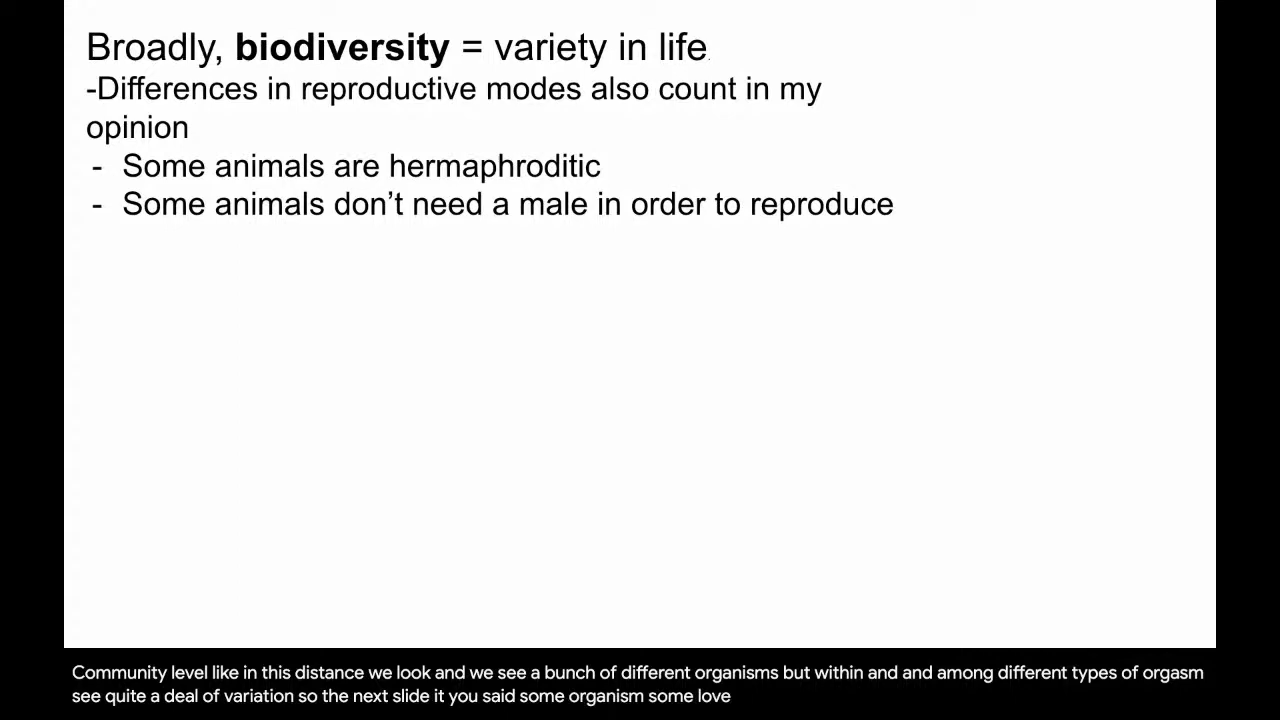 Broadly, biodiversity = variety in life.
-Differences in reproductive modes also count in my
opinion
- Some animals are hermaphroditic
- Some animals don’t need a male in order to reproduce
Community level like in this distance we look and we see a bunch of different organisms but within and and among different types of orgasm
see quite a deal of variation so the next slide it you said some organism some love